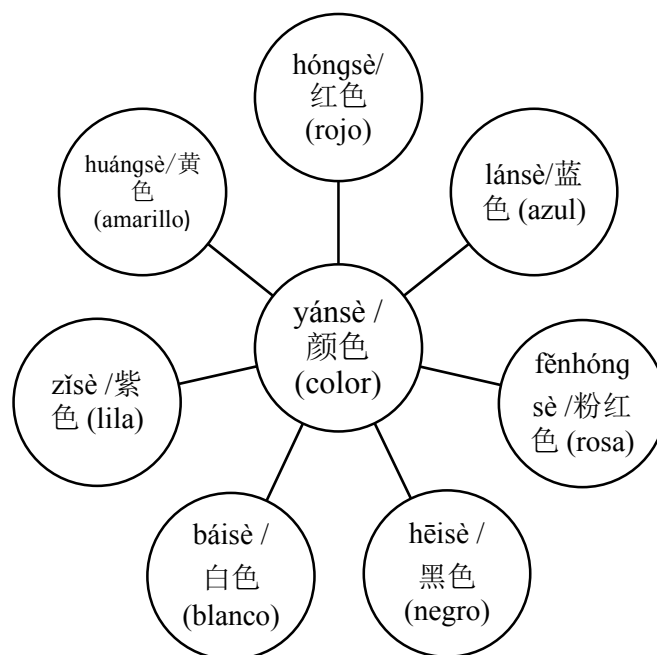 hóngsè/
红色
(rojo)
huángsè/黄
色
(amarillo)
lánsè/蓝
色 (azul)
yánsè /
颜色
(color)
zǐsè /紫
色 (lila)
fěnhóng
sè /粉红
色 (rosa)
báisè /
白色
(blanco)
hēisè /
黑色
(negro)